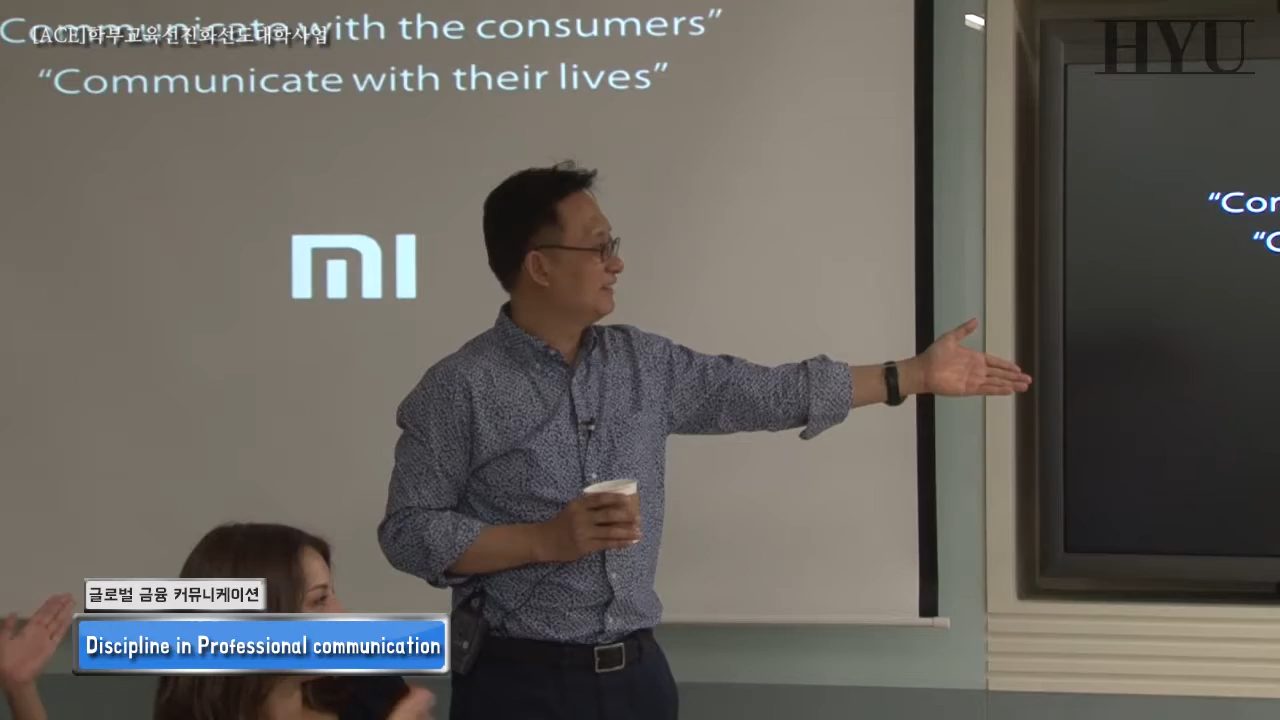 Communicate with the consumers”
[ACE]학부교육선진화선도대학사업
HYU
“Communicate with their lives”
“Cor
“C
mi
글로벌 금융 커뮤니케이션
Discipline in Professional communication